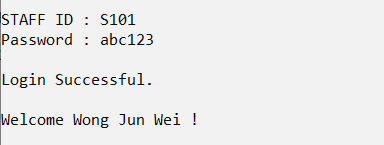 STAFF ID : S101
Password : abc123
Login Successful.
Welcome Wong Jun Wei !